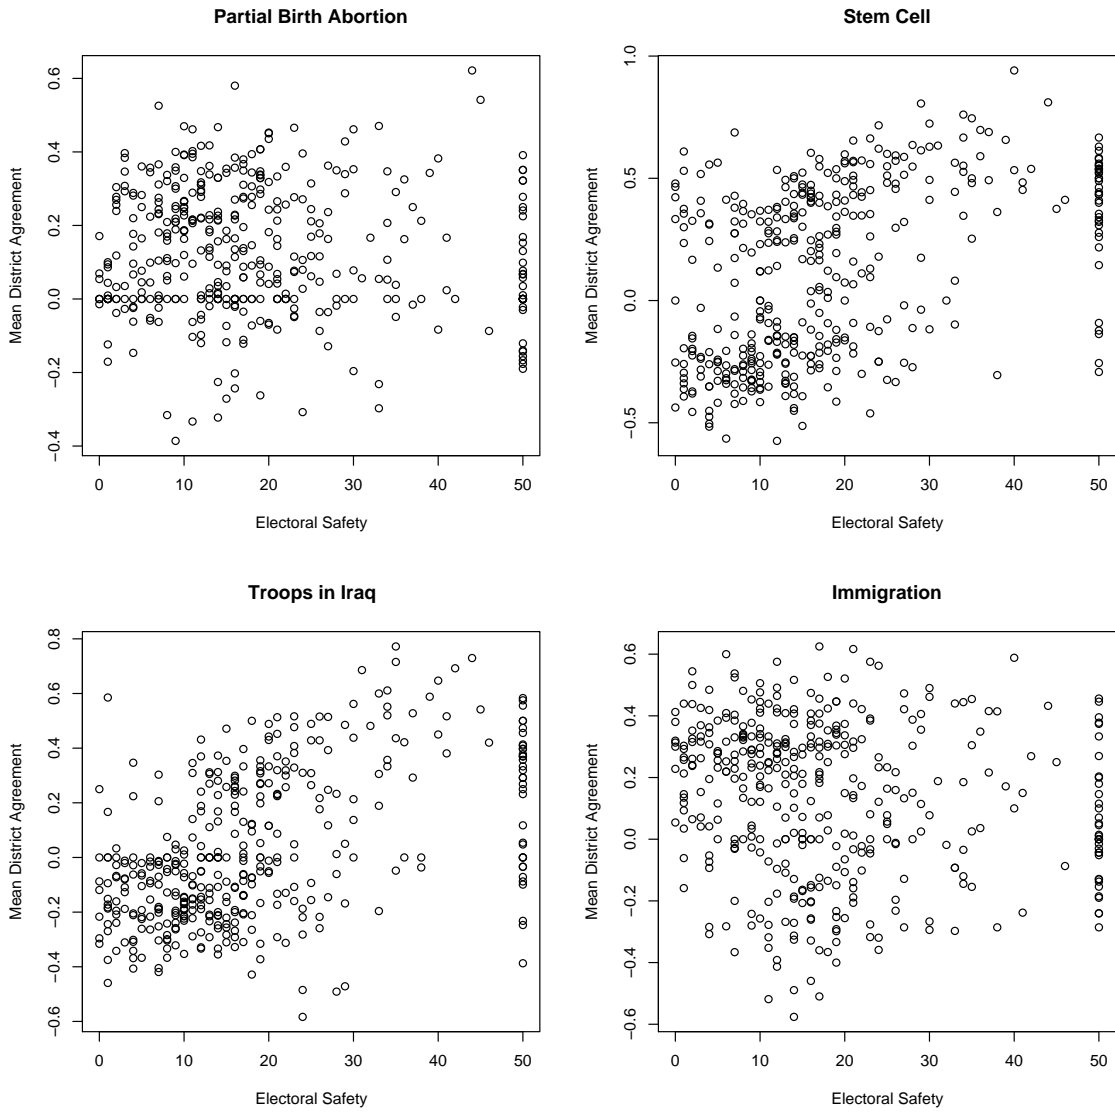 Partial Birth Abortion
Mean District Agreement
0.6
0.4
0.2
0.0
−0.2
−0.4
0 10 20 30 40 50
Electoral Safety
Stem Cell
Mean District Agreement
1.0
0.5
0.0
−0.5
0 10 20 30 40 50
Electoral Safety
Troops in Iraq
Mean District Agreement
0.8
0.6
0.4
0.2
0.0
−0.2
−0.4
−0.6
0 10 20 30 40 50
Electoral Safety
Immigration
Mean District Agreement
0.6
0.4
0.2
0.0
−0.2
−0.4
−0.6
0 10 20 30 40 50
Electoral Safety